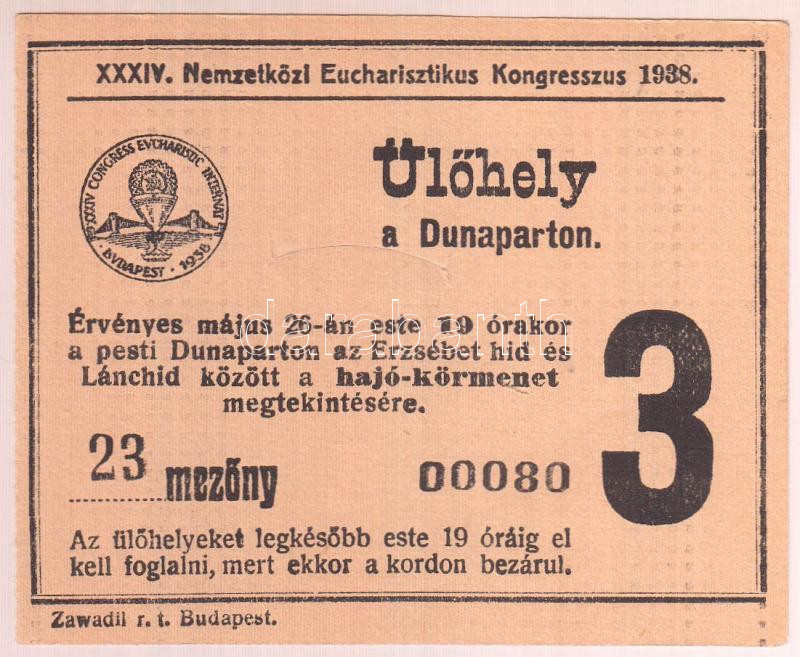 XXXIV. Nemzetközi Eucharisztikus Kongresszus 1938.
XXXIV CONGRESS EVCHARISTIC INTERNAT
· BVDAPEST · 1938
Ülőhely
a Dunaparton.
Érvényes május 26-án este 19 órakor
a pesti Dunaparton az Erzsébet hid és
Lánchid között a hajó-körmenet
megtekintésére.
3
23 mezőny
00080
Az ülőhelyeket legkésőbb este 19 óráig el
kell foglalni, mert ekkor a kordon bezárul.
Zawadil r. t. Budapest.
darabanth